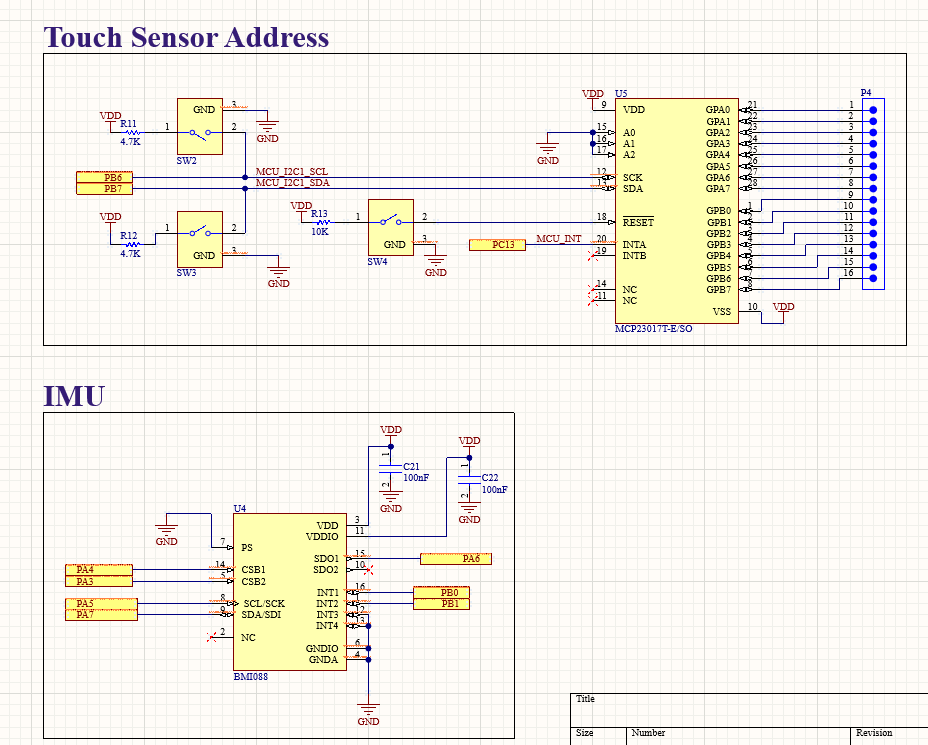 Touch Sensor Address
VDD
R11
4.7K
1
GND
3
2
SW2
GND
PB6
MCU_I2C1_SCL
PB7
MCU_I2C1_SDA
VDD
R12
4.7K
1
2
GND
3
SW3
GND
VDD
R13
10K
1
2
GND
3
SW4
GND
PC13
MCU_INT
VDD
U5
9
VDD
15
A0
16
A1
17
A2
GND
12
SCK
13
SDA
18
RESET
20
INTA
19
INTB
14
NC
11
NC
GPA0
21
GPA1
22
GPA2
23
GPA3
24
GPA4
25
GPA5
26
GPA6
27
GPA7
28
GPB0
1
GPB1
2
GPB2
3
GPB3
4
GPB4
5
GPB5
6
GPB6
7
GPB7
8
VSS
10
VDD
MCP23017T-E/SO
P4
1
2
3
4
5
6
7
8
9
10
11
12
13
14
15
16
IMU
VDD
1
C21
100nF
2
GND
VDD
1
C22
100nF
2
GND
U4
GND
7
PS
PA4
14
CSB1
PA3
5
CSB2
PA5
8
SCL/SCK
PA7
9
SDA/SDI
2
NC
VDD
3
VDDIO
11
SDO1
15
PA6
SDO2
10
INT1
16
PB0
INT2
1
PB1
INT3
12
INT4
13
GNDIO
6
GNDA
4
BMI088
GND
Title
Size
Number
Revision